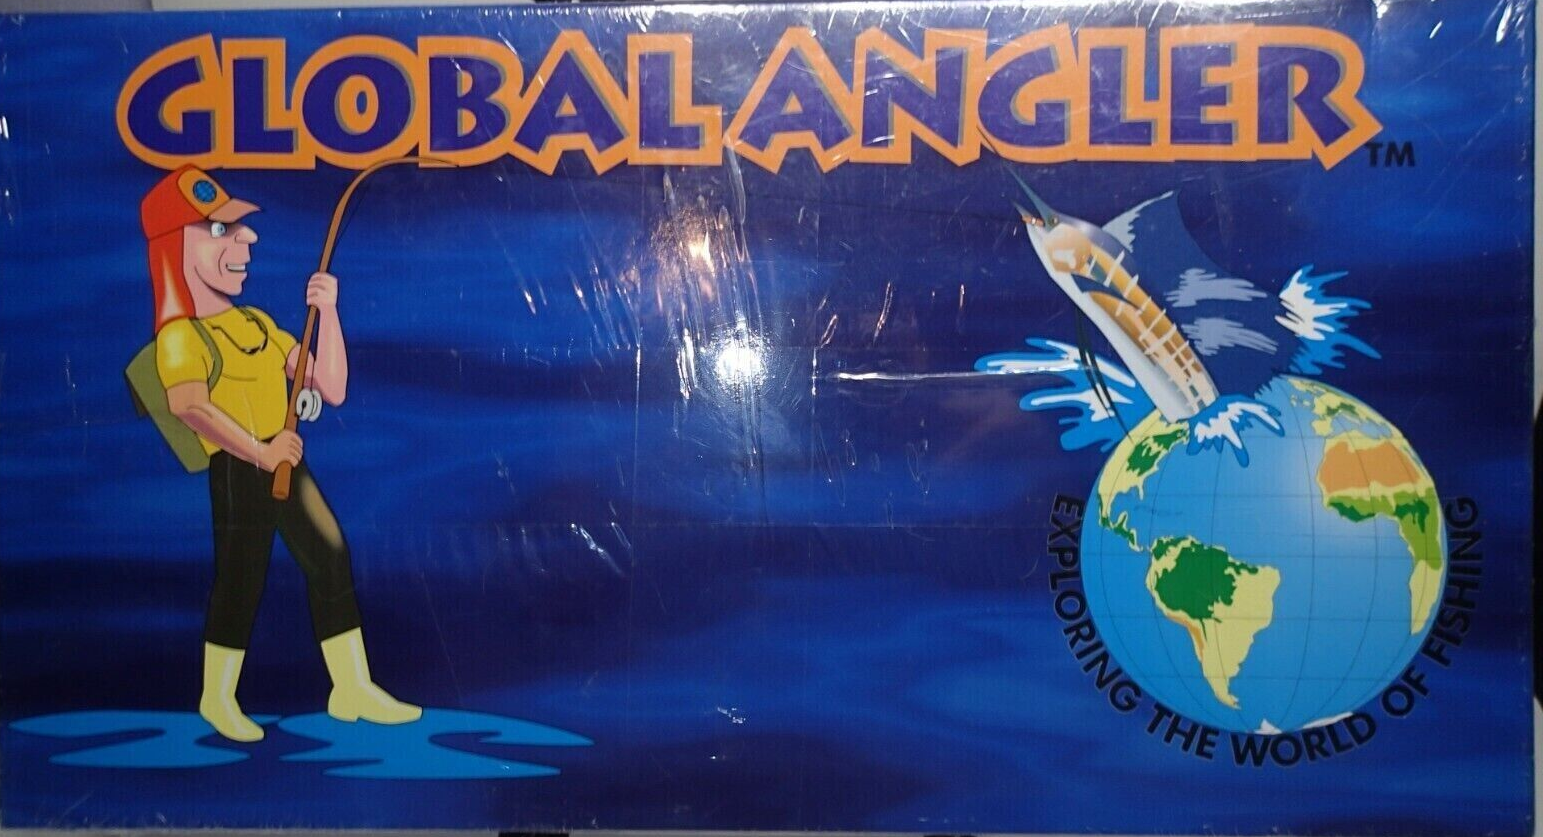 GLOBAL ANGLER
TM
EXPLORING THE WORLD OF FISHING